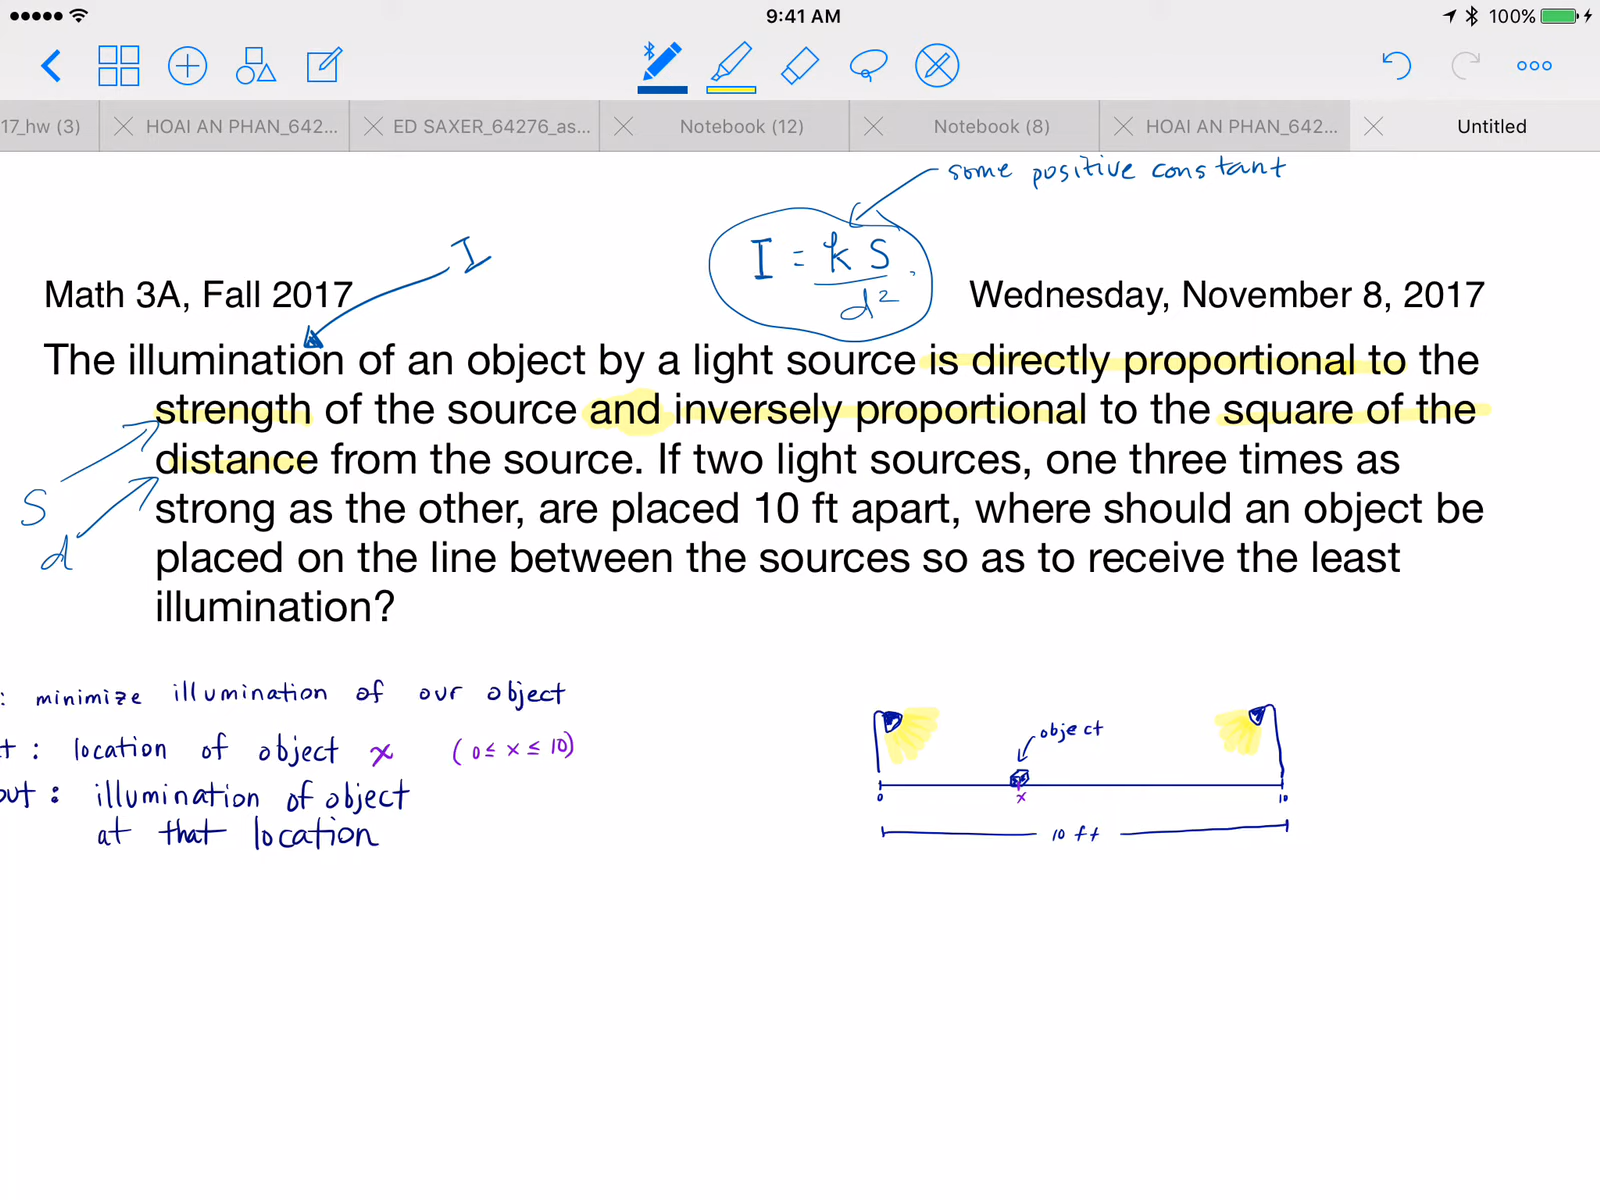 9:41 AM
100%
17_hw (3)
HOAI AN PHAN_642...
ED SAXER_64276_as...
Notebook (12)
Notebook (8)
HOAI AN PHAN_642...
Untitled
some positive constant
I = k S
d²
I
Math 3A, Fall 2017
Wednesday, November 8, 2017
The illumination of an object by a light source is directly proportional to the
strength of the source and inversely proportional to the square of the
distance from the source. If two light sources, one three times as
strong as the other, are placed 10 ft apart, where should an object be
placed on the line between the sources so as to receive the least
illumination?
S
d
: minimize illumination of our object
t : location of object x (0 ≤ x ≤ 10)
out : illumination of object
at that location
object
0
x
10
10 ft